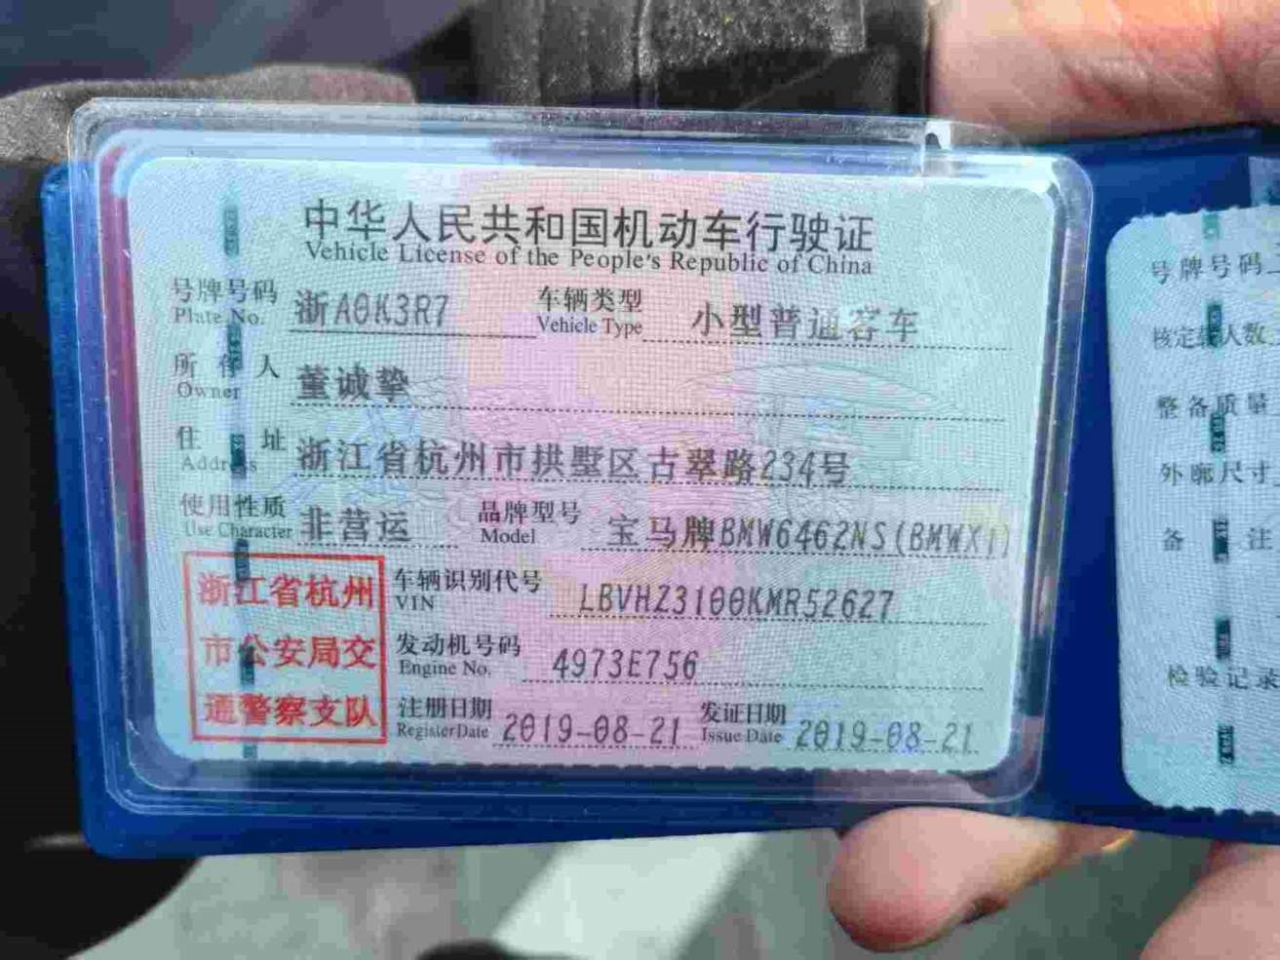 中华人民共和国机动车行驶证
Vehicle License of the People's Republic of China
号牌号码 浙A0K3R7 车辆类型 小型普通客车
Plate No. Vehicle Type
所有人 董诚挚
Owner
住址 浙江省杭州市拱墅区古翠路234号
Address
使用性质 非营运 品牌型号 宝马牌BMW6462NS(BMWX1)
Use Character Model
浙江省杭州
市公安局交
通警察支队
车辆识别代号 LBVHZ3100KMR52627
VIN
发动机号码 4973E756
Engine No.
注册日期 2019-08-21 发证日期 2019-08-21
Register Date Issue Date
号牌号码
核定载人数
整备质量
外廓尺寸
备注
检验记录